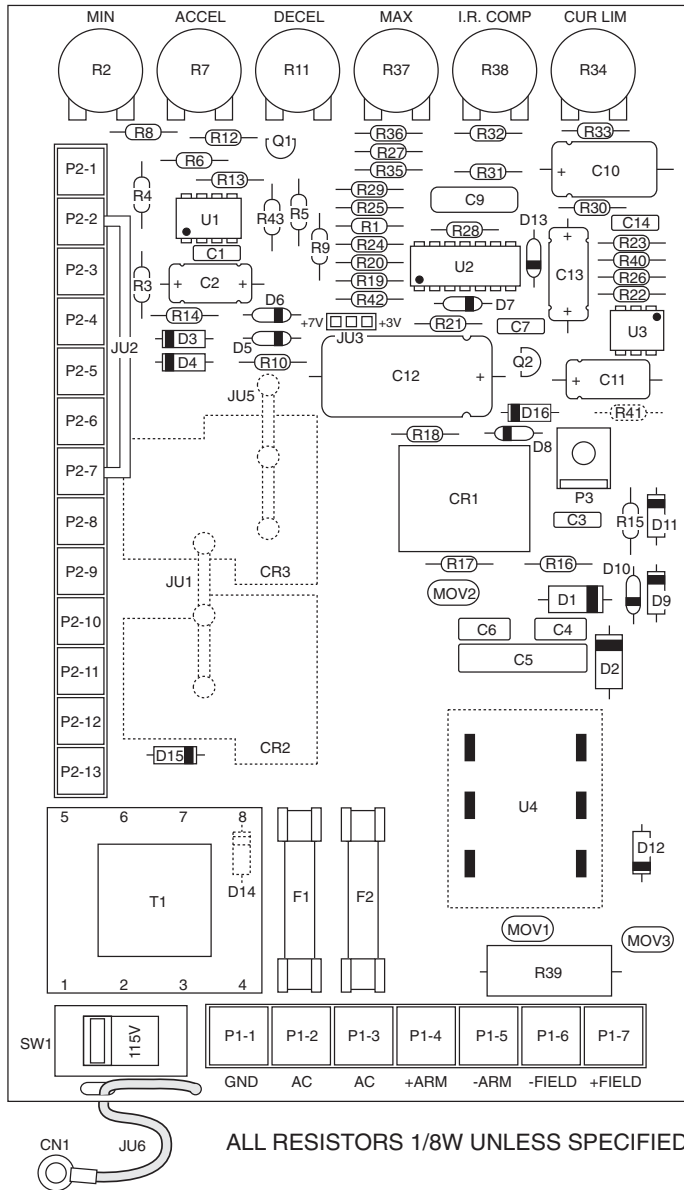 MIN ACCEL DECEL MAX I.R. COMP CUR LIM
R2 R7 R11 R37 R38 R34
R8 R12 Q1 R36 R32 R33
P2-1 R6 R27
R35 R31 C10
R4 R13 R29 C9
P2-2 U1 R43 R5 R25 R30
R1 R28 D13 C14
R9 R24 R23
P2-3 C1 R20 U2 C13 R40
R3 C2 R19 R26
D6 R42 D7 R22
P2-4 R14 +7V +3V R21 C7 U3
JU2 D3 D5 JU3
P2-5 D4 R10 C12 Q2 C11
JU5
P2-6 D16 R41
R18 D8
P2-7 CR1 P3
P2-8 C3 R15 D11
P2-9 JU1 CR3 R17 R16 D10
MOV2 D1 D9
P2-10 C6 C4
P2-11 C5 D2
P2-12 CR2
D15
P2-13
U4
5 6 7 8
D14 D12
T1 F1 F2
MOV1 MOV3
R39
1 2 3 4
SW1 115V P1-1 P1-2 P1-3 P1-4 P1-5 P1-6 P1-7
GND AC AC +ARM -ARM -FIELD +FIELD
CN1 JU6 ALL RESISTORS 1/8W UNLESS SPECIFIED